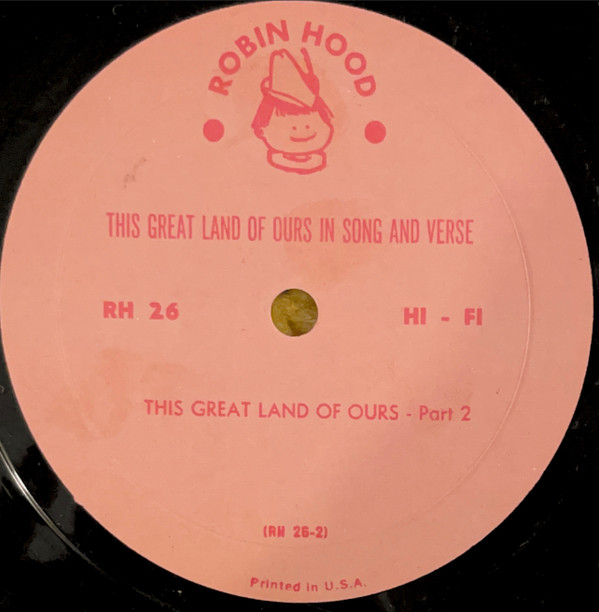 ROBIN HOOD
THIS GREAT LAND OF OURS IN SONG AND VERSE
RH 26 HI - FI
THIS GREAT LAND OF OURS - Part 2
(RH 26-2)
Printed in U.S.A.